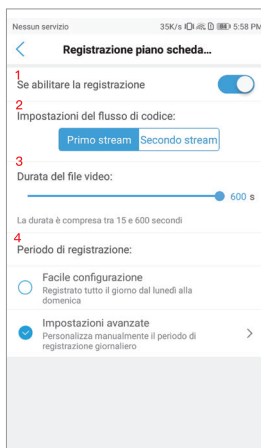 Nessun servizio 35K/s 5:58 PM
Registrazione piano scheda...
1
Se abilitare la registrazione
2
Impostazioni del flusso di codice:
Primo stream Secondo stream
3
Durata del file video:
600 s
La durata è compresa tra 15 e 600 secondi
4
Periodo di registrazione:
Facile configurazione
Registrato tutto il giorno dal lunedì alla
domenica
Impostazioni avanzate
Personalizza manualmente il periodo di
registrazione giornaliero